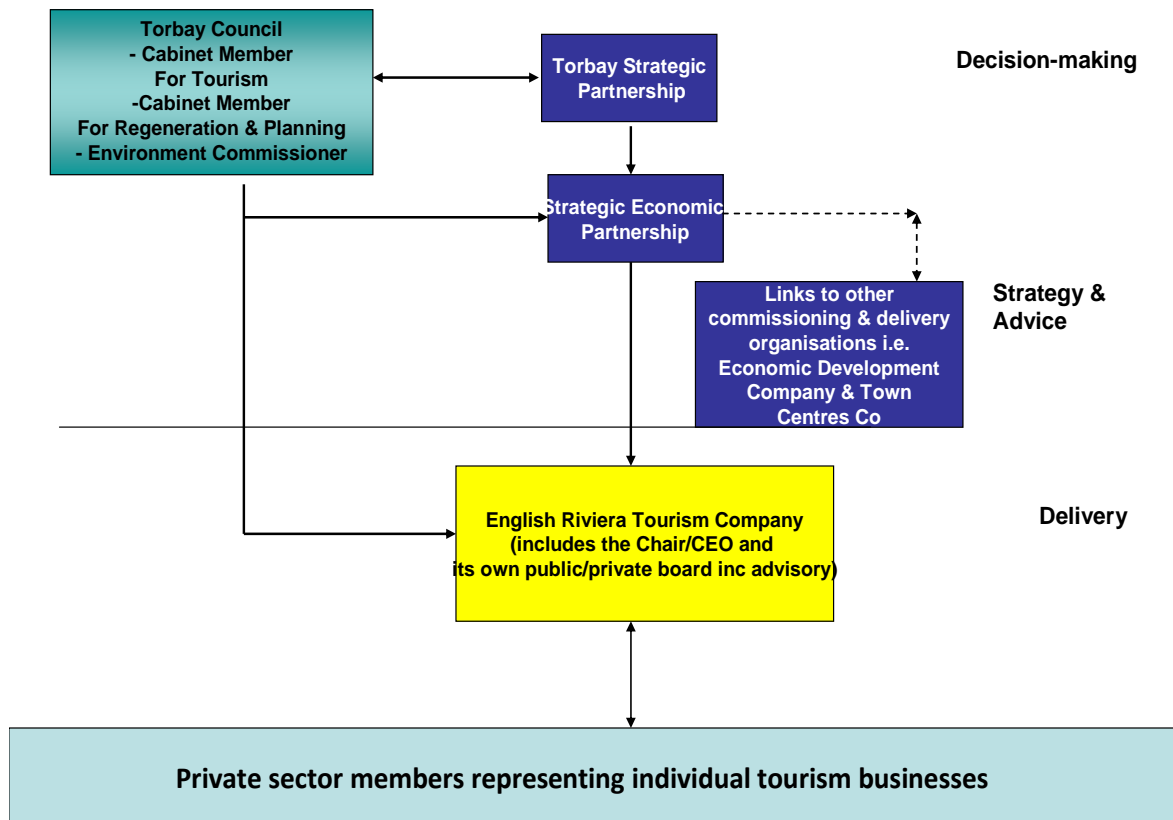 Torbay Council
- Cabinet Member
For Tourism
-Cabinet Member
For Regeneration & Planning
- Environment Commissioner
Torbay Strategic
Partnership
Decision-making
Strategic Economic
Partnership
Links to other
commissioning & delivery
organisations i.e.
Economic Development
Company & Town
Centres Co
Strategy &
Advice
English Riviera Tourism Company
(includes the Chair/CEO and
its own public/private board inc advisory)
Delivery
Private sector members representing individual tourism businesses